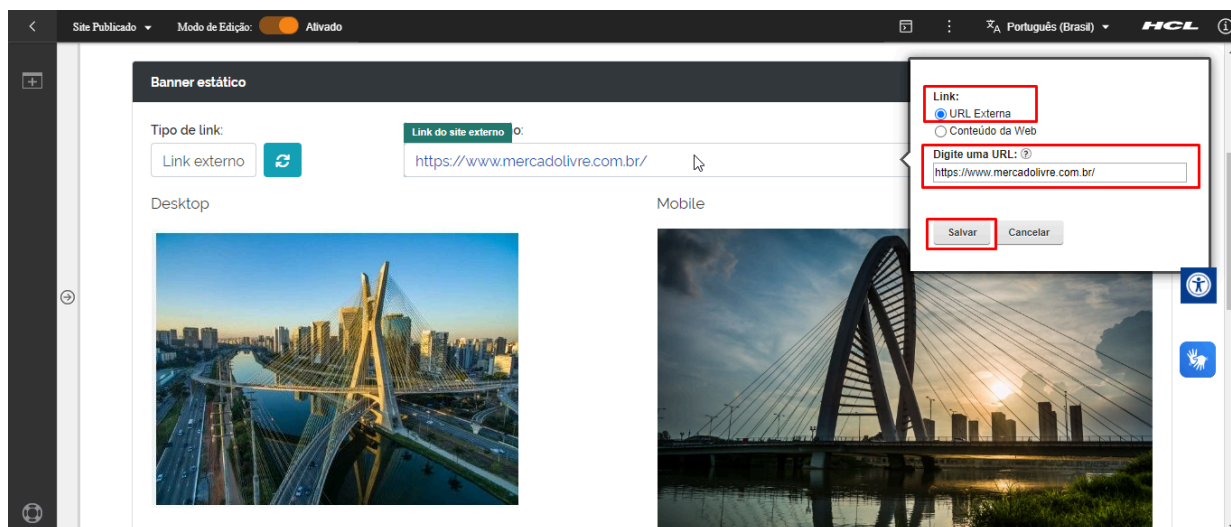 Site Publicado
Modo de Edição:
Ativado
Português (Brasil)
HCL
Banner estático
Tipo de link:
Link do site externo
o:
Link externo
https://www.mercadolivre.com.br/
Desktop
Mobile
Link:
URL Externa
Conteúdo da Web
Digite uma URL:
https://www.mercadolivre.com.br/
Salvar
Cancelar